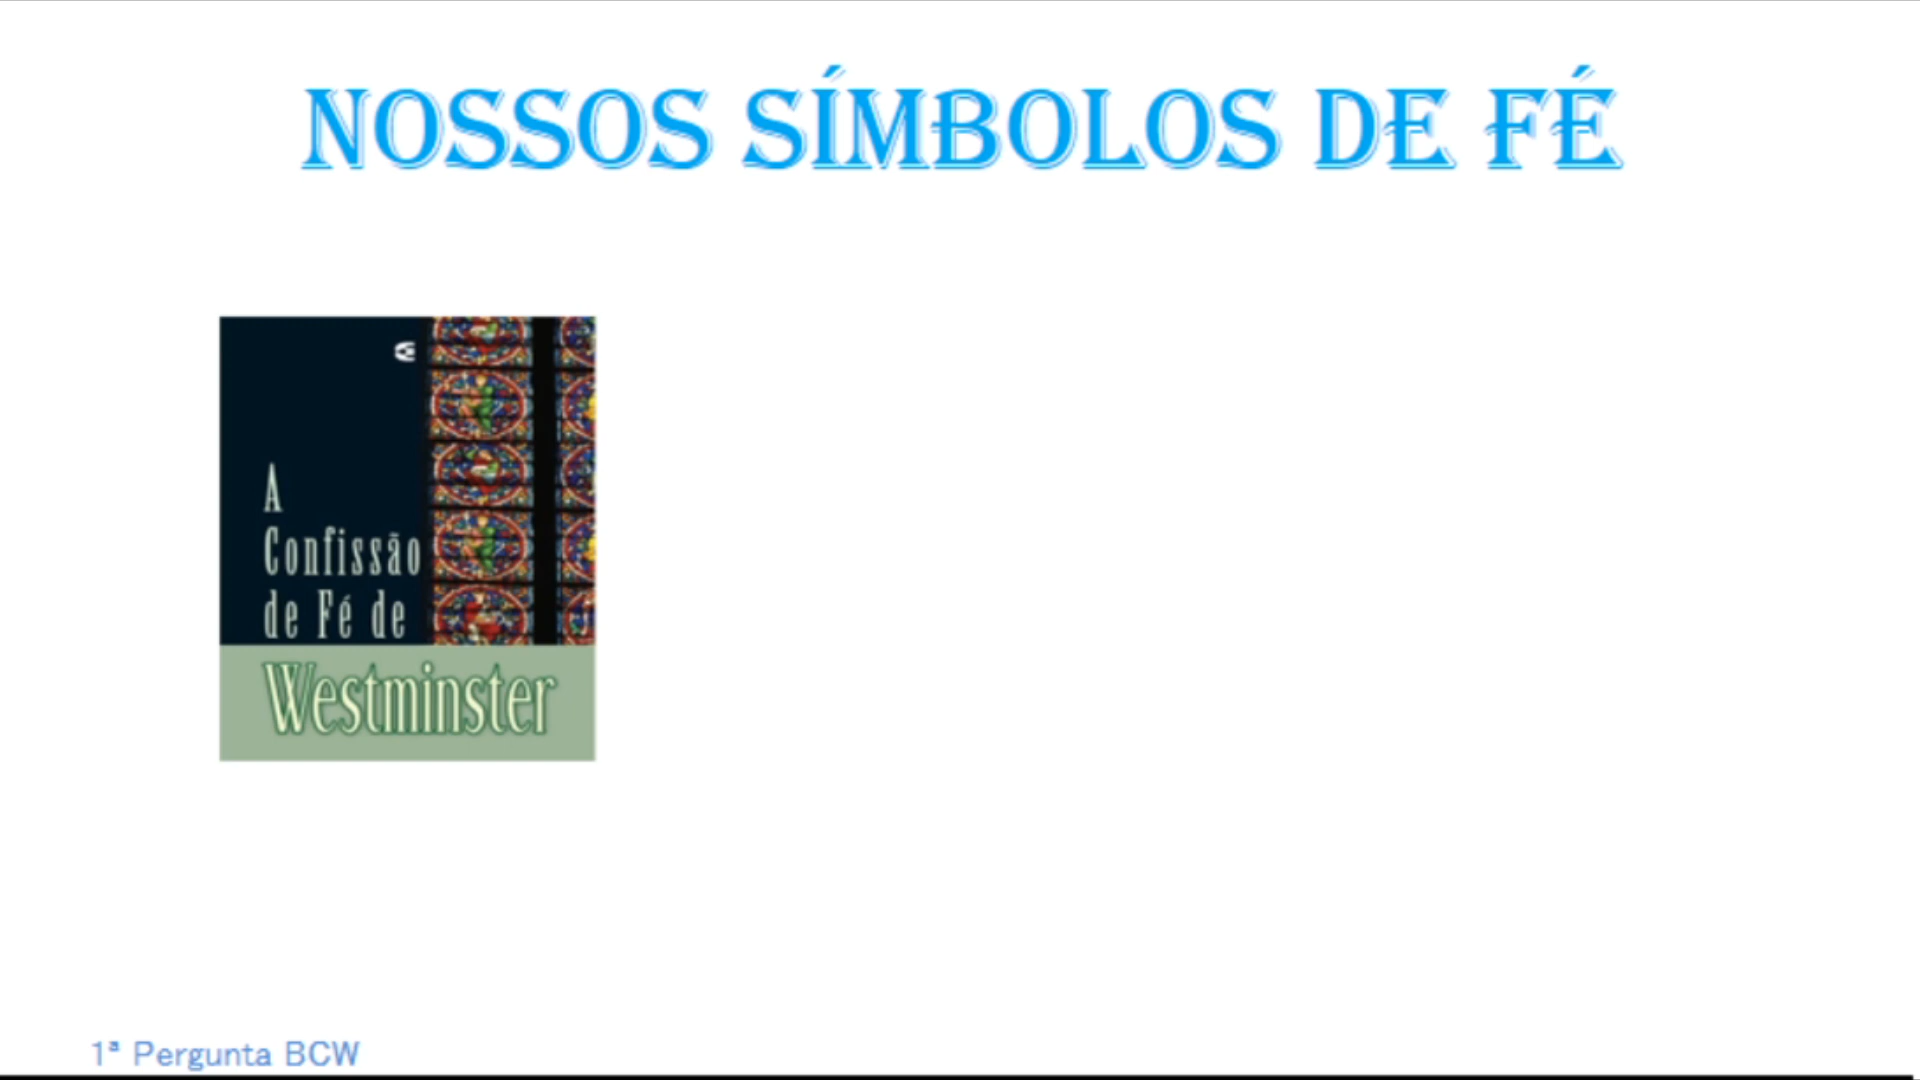 NOSSOS SÍMBOLOS DE FÉ
A
Confissão
de Fé de
Westminster
1ª Pergunta BCW